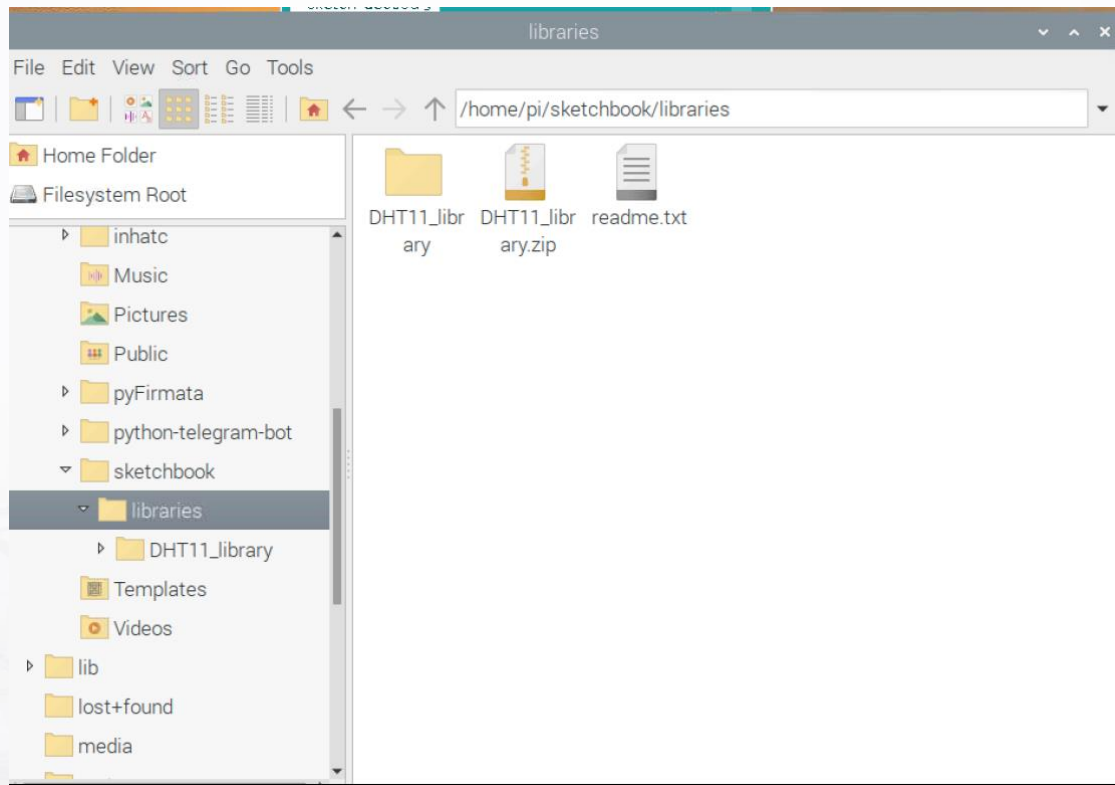 libraries
File Edit View Sort Go Tools
/home/pi/sketchbook/libraries
Home Folder
Filesystem Root
inhatc
Music
Pictures
Public
pyFirmata
python-telegram-bot
sketchbook
libraries
DHT11_library
Templates
Videos
lib
lost+found
media
DHT11_libr
ary
DHT11_libr
ary.zip
readme.txt